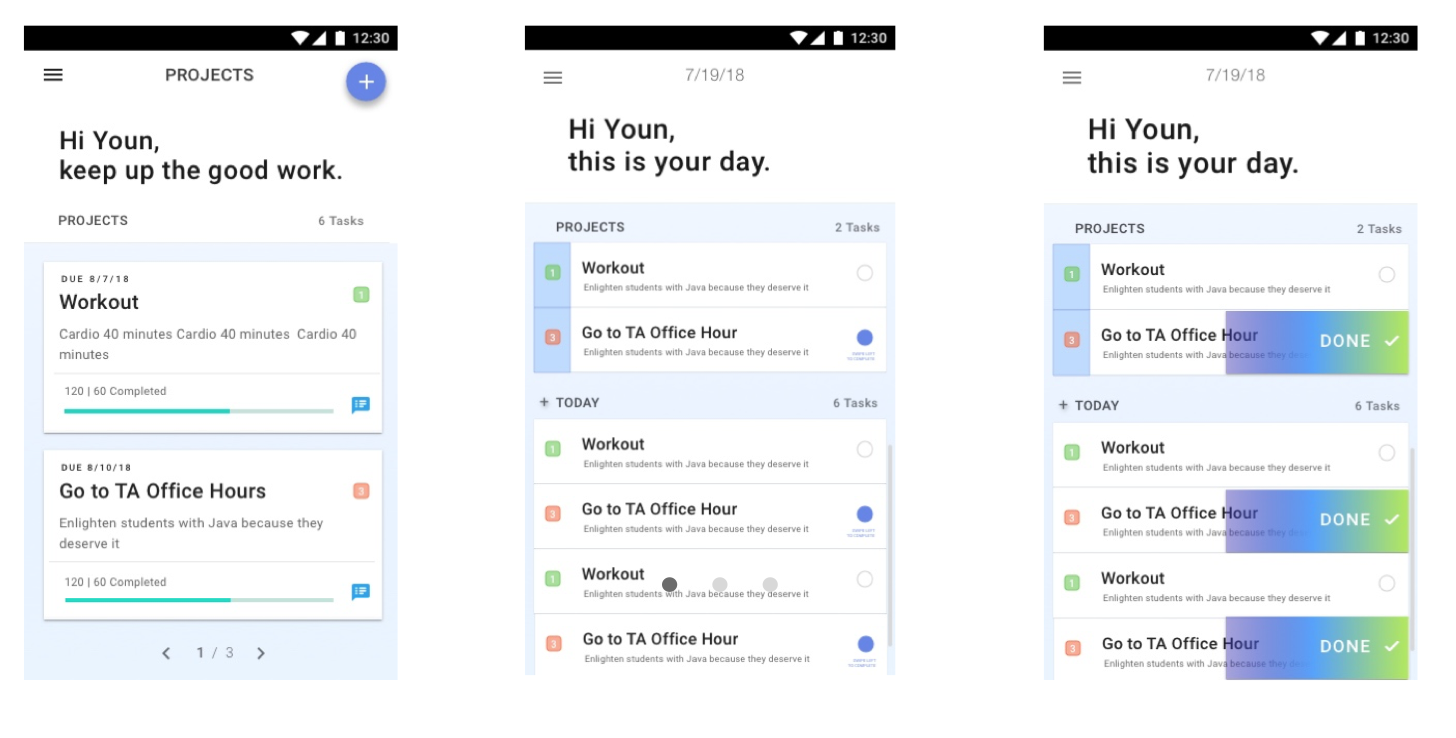 12:30
PROJECTS
+
Hi Youn,
keep up the good work.
PROJECTS 6 Tasks
DUE 8/7/18
Workout
1
Cardio 40 minutes Cardio 40 minutes Cardio 40
minutes
120 | 60 Completed
DUE 8/10/18
Go to TA Office Hours
3
Enlighten students with Java because they
deserve it
120 | 60 Completed
1 / 3
12:30
7/19/18
Hi Youn,
this is your day.
PROJECTS 2 Tasks
1 Workout
Enlighten students with Java because they deserve it
3 Go to TA Office Hour
Enlighten students with Java because they deserve it
+ TODAY 6 Tasks
1 Workout
Enlighten students with Java because they deserve it
3 Go to TA Office Hour
Enlighten students with Java because they deserve it
1 Workout
Enlighten students with Java because they deserve it
3 Go to TA Office Hour
Enlighten students with Java because they deserve it
12:30
7/19/18
Hi Youn,
this is your day.
PROJECTS 2 Tasks
1 Workout
Enlighten students with Java because they deserve it
3 Go to TA Office Hour DONE
Enlighten students with Java because they
+ TODAY 6 Tasks
1 Workout
Enlighten students with Java because they deserve it
3 Go to TA Office Hour DONE
Enlighten students with Java because they
1 Workout
Enlighten students with Java because they deserve it
3 Go to TA Office Hour DONE
Enlighten students with Java because they